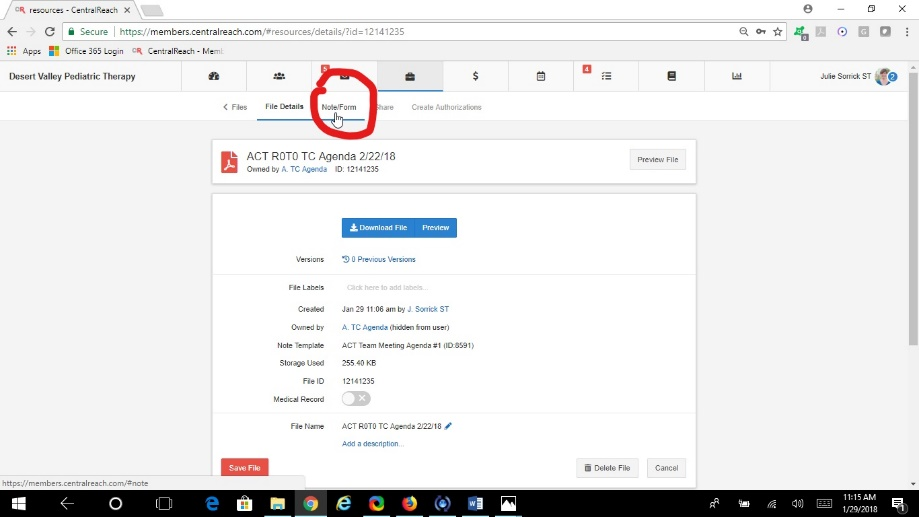 resources - CentralReach
Secure https://members.centralreach.com/#resources/details/?id=12141235
Apps Office 365 Login CentralReach - Memb
Desert Valley Pediatric Therapy 5 $ 4 Julie Sorrick ST 2
Files File Details Note/Form Share Create Authorizations
ACT R0T0 TC Agenda 2/22/18
Owned by A. TC Agenda ID: 12141235
Preview File
Download File Preview
Versions 0 Previous Versions
File Labels Click here to add labels...
Created Jan 29 11:06 am by J. Sorrick ST
Owned by A. TC Agenda (hidden from user)
Note Template ACT Team Meeting Agenda #1 (ID:8591)
Storage Used 255.40 KB
File ID 12141235
Medical Record
File Name ACT R0T0 TC Agenda 2/22/18
Add a description...
Save File Delete File Cancel
https://members.centralreach.com/#note
11:15 AM
1/29/2018
1